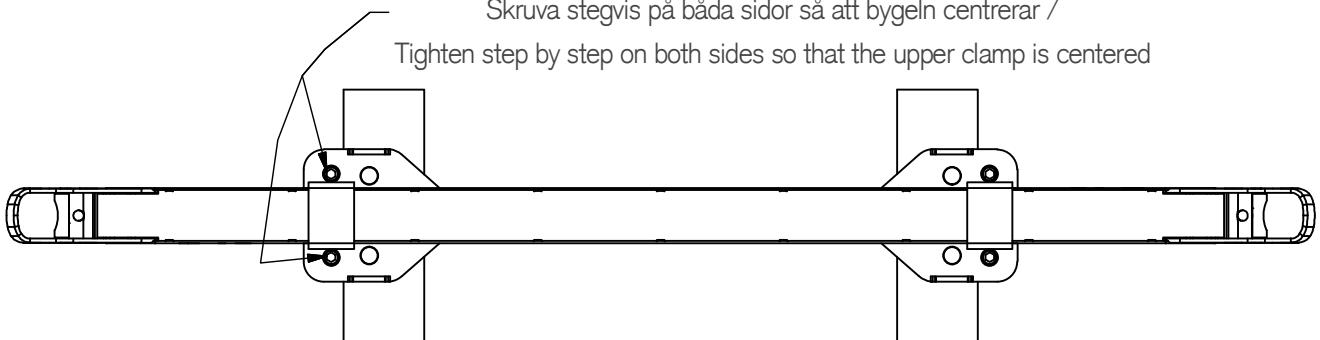 Skruva stegvis på båda sidor så att bygeln centrerar /
Tighten step by step on both sides so that the upper clamp is centered